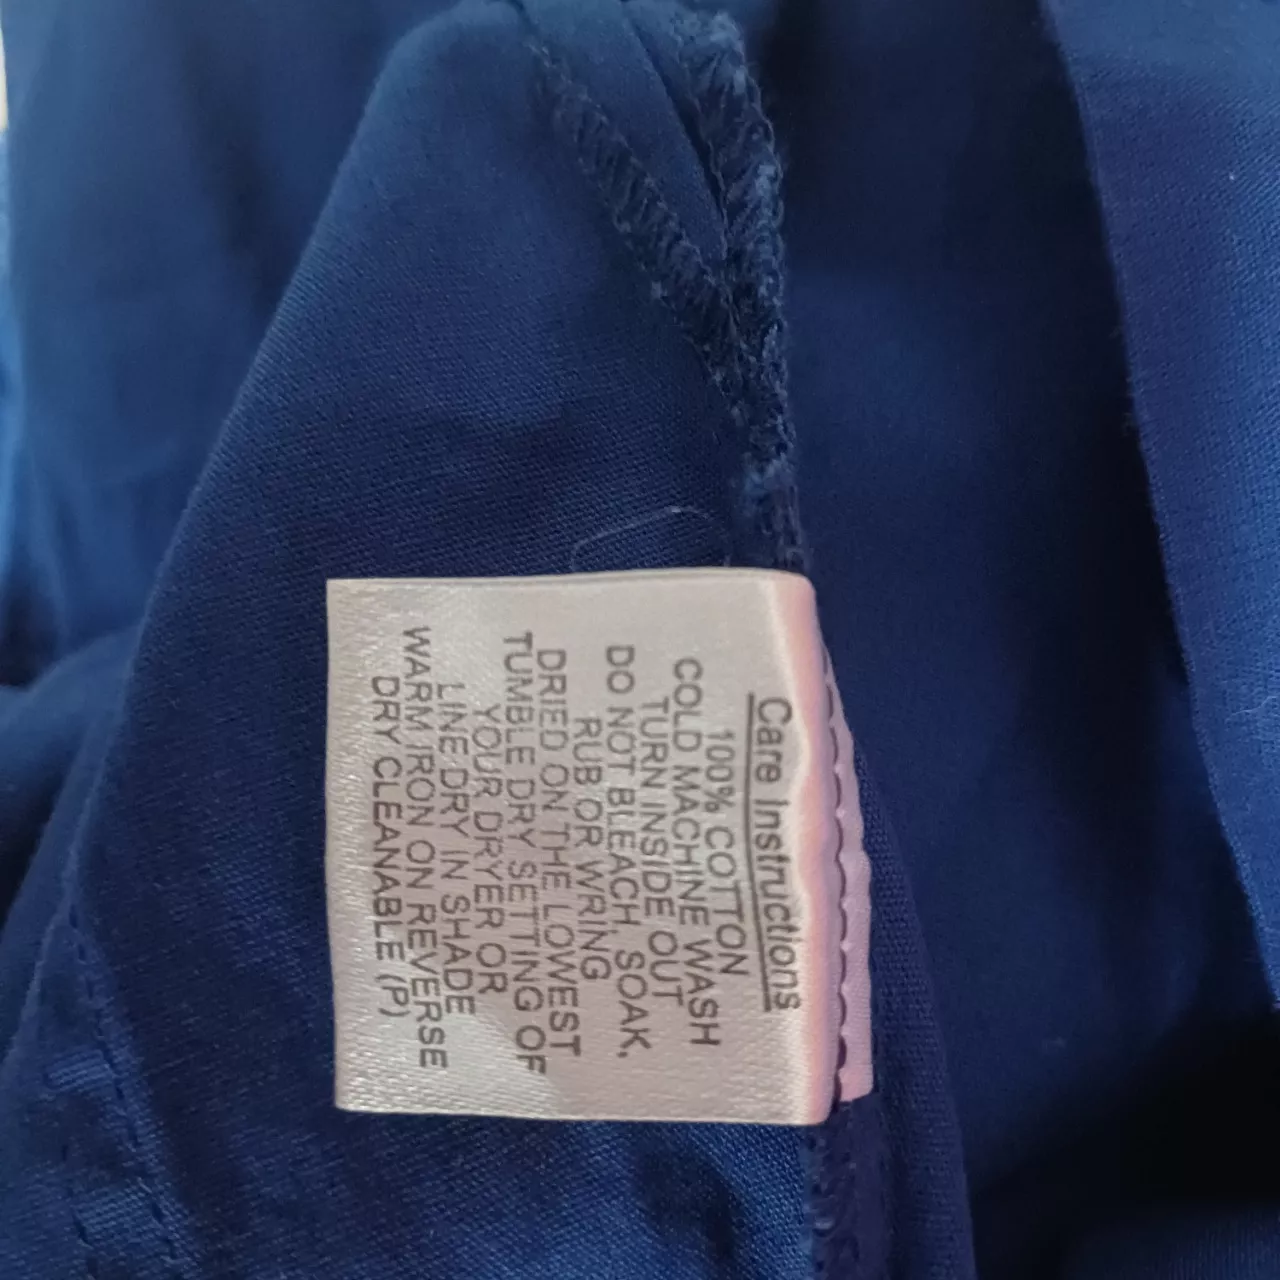 Care Instructions
100% COTTON
COLD MACHINE WASH
TURN INSIDE OUT
DO NOT BLEACH, SOAK,
RUB OR WRING
DRIED ON THE LOWEST
TUMBLE DRY SETTING OF
YOUR DRYER OR
LINE DRY IN SHADE
WARM IRON ON REVERSE
DRY CLEANABLE (P)